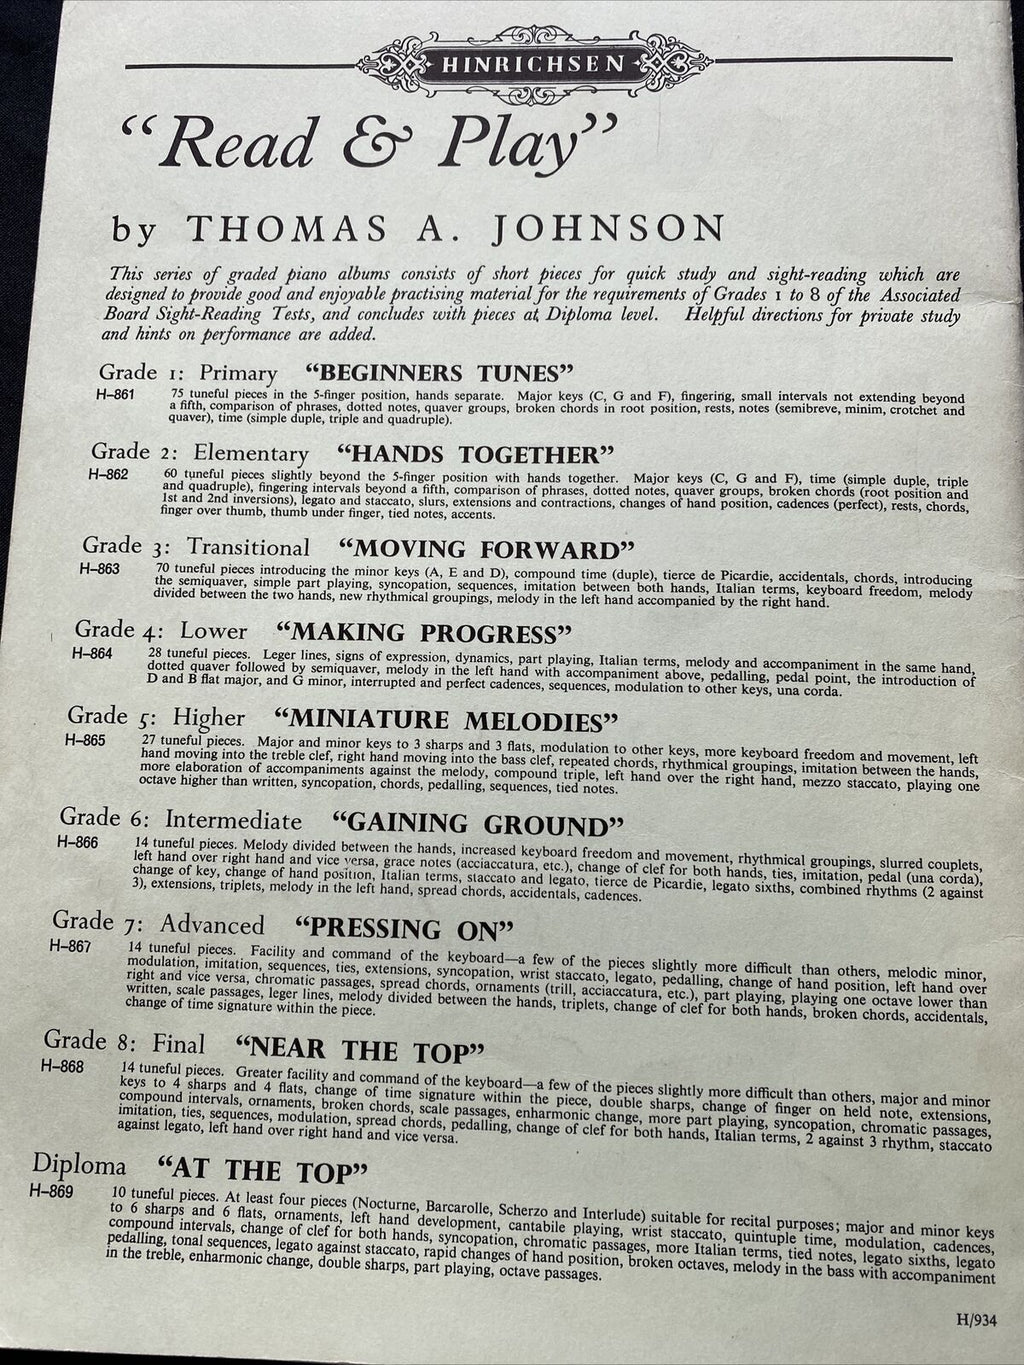 HINRICHSEN
“Read & Play”
by THOMAS A. JOHNSON
This series of graded piano albums consists of short pieces for quick study and sight-reading which are
designed to provide good and enjoyable practising material for the requirements of Grades 1 to 8 of the Associated
Board Sight-Reading Tests, and concludes with pieces at Diploma level. Helpful directions for private study
and hints on performance are added.
Grade 1: Primary “BEGINNERS TUNES”
H–861 75 tuneful pieces in the 5-finger position, hands separate. Major keys (C, G and F), fingering, small intervals not extending beyond
a fifth, comparison of phrases, dotted notes, quaver groups, broken chords in root position, rests, notes (semibreve, minim, crotchet and
quaver), time (simple duple, triple and quadruple).
Grade 2: Elementary “HANDS TOGETHER”
H–862 60 tuneful pieces slightly beyond the 5-finger position with hands together. Major keys (C, G and F), time (simple duple, triple
and quadruple), fingering intervals beyond a fifth, comparison of phrases, dotted notes, quaver groups, broken chords (root position and
1st and 2nd inversions), legato and staccato, slurs, extensions and contractions, changes of hand position, cadences (perfect), rests, chords,
finger over thumb, thumb under finger, tied notes, accents.
Grade 3: Transitional “MOVING FORWARD”
H–863 70 tuneful pieces introducing the minor keys (A, E and D), compound time (duple), tierce de Picardie, accidentals, chords, introducing
the semiquaver, simple part playing, syncopation, sequences, imitation between both hands, Italian terms, keyboard freedom, melody
divided between the two hands, new rhythmical groupings, melody in the left hand accompanied by the right hand.
Grade 4: Lower “MAKING PROGRESS”
H–864 28 tuneful pieces. Leger lines, signs of expression, dynamics, part playing, Italian terms, melody and accompaniment in the same hand,
dotted quaver followed by semiquaver, melody in the left hand with accompaniment above, pedalling, pedal point, the introduction of
D and B flat major, and G minor, interrupted and perfect cadences, sequences, modulation to other keys, una corda.
Grade 5: Higher “MINIATURE MELODIES”
H–865 27 tuneful pieces. Major and minor keys to 3 sharps and 3 flats, modulation to other keys, more keyboard freedom and movement, left
hand moving into the treble clef, right hand moving into the bass clef, repeated chords, rhythmical groupings, imitation between the hands,
more elaboration of accompaniments against the melody, compound triple, left hand over the right hand, mezzo staccato, playing one
octave higher than written, syncopation, chords, pedalling, sequences, tied notes.
Grade 6: Intermediate “GAINING GROUND”
H–866 14 tuneful pieces. Melody divided between the hands, increased keyboard freedom and movement, rhythmical groupings, slurred couplets,
left hand over right hand and vice versa, grace notes (acciaccatura, etc.), change of clef for both hands, ties, imitation, pedal (una corda),
change of key, change of hand position, Italian terms, staccato and legato, tierce de Picardie, legato sixths, combined rhythms (2 against
3), extensions, triplets, melody in the left hand, spread chords, accidentals, cadences.
Grade 7: Advanced “PRESSING ON”
H–867 14 tuneful pieces. Facility and command of the keyboard—a few of the pieces slightly more difficult than others, melodic minor,
modulation, imitation, sequences, ties, extensions, syncopation, wrist staccato, legato, pedalling, change of hand position, left hand over
right and vice versa, chromatic passages, spread chords, ornaments (trill, acciaccatura, etc.), part playing, playing one octave lower than
written, scale passages, leger lines, melody divided between the hands, triplets, change of clef for both hands, broken chords, accidentals,
change of time signature within the piece.
Grade 8: Final “NEAR THE TOP”
H–868 14 tuneful pieces. Greater facility and command of the keyboard—a few of the pieces slightly more difficult than others, major and minor
keys to 4 sharps and 4 flats, change of time signature within the piece, double sharps, change of finger on held note, extensions,
compound intervals, ornaments, broken chords, scale passages, enharmonic change, more part playing, syncopation, chromatic passages,
imitation, ties, sequences, modulation, spread chords, pedalling, change of clef for both hands, Italian terms, 2 against 3 rhythm, staccato
against legato, left hand over right hand and vice versa.
Diploma “AT THE TOP”
H–869 10 tuneful pieces. At least four pieces (Nocturne, Barcarolle, Scherzo and Interlude) suitable for recital purposes; major and minor keys
to 6 sharps and 6 flats, ornaments, left hand development, cantabile playing, wrist staccato, quintuple time, modulation, cadences,
compound intervals, change of clef for both hands, syncopation, chromatic passages, more Italian terms, tied notes, legato sixths, legato
pedalling, tonal sequences, legato against staccato, rapid changes of hand position, broken octaves, melody in the bass with accompaniment
in the treble, enharmonic change, double sharps, part playing, octave passages.
H/934